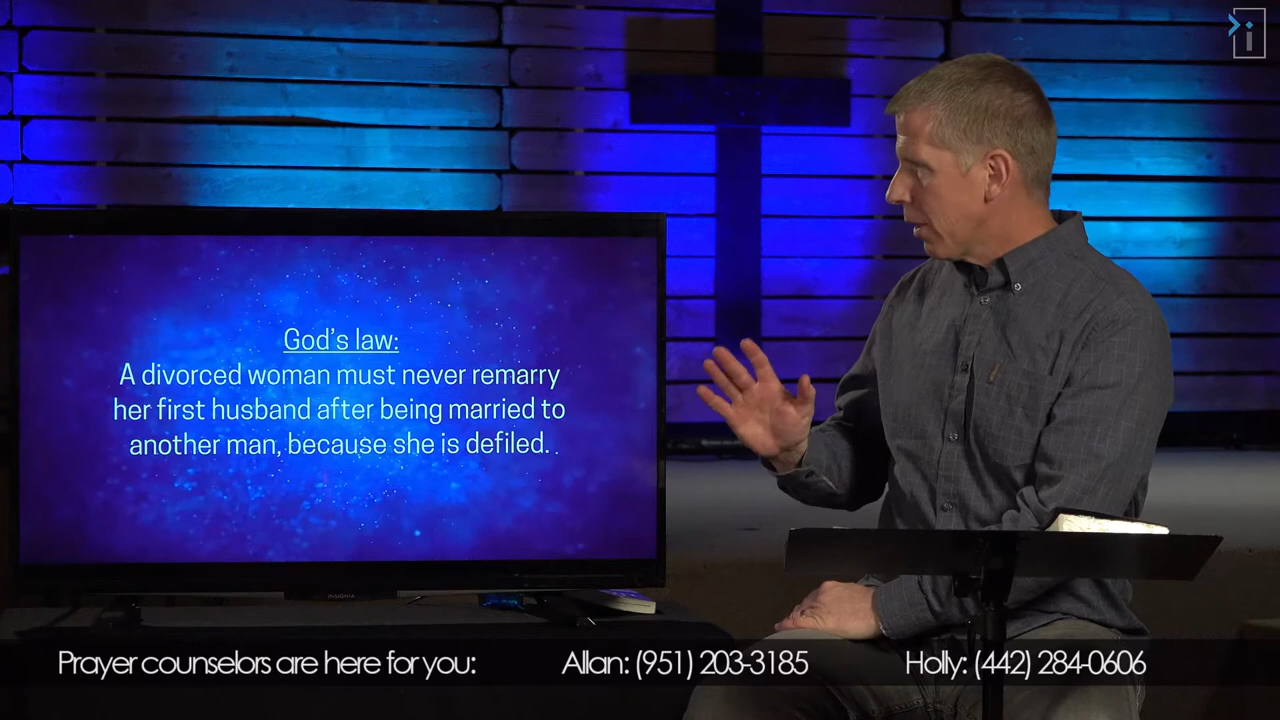 God's law:
A divorced woman must never remarry
her first husband after being married to
another man, because she is defiled.
INSIGNIA
Prayer counselors are here for you: Allan: (951) 203-3185 Holly: (442) 284-0606